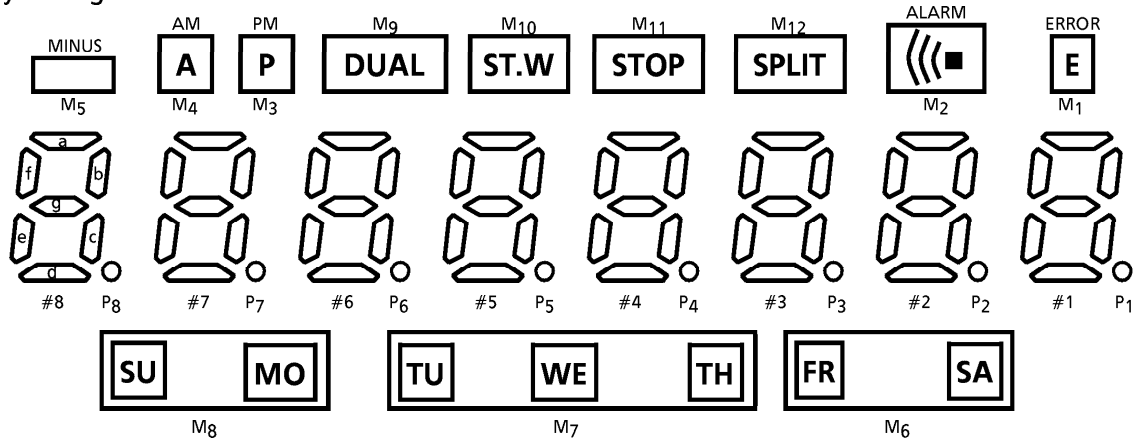 AM PM M9 M10 M11 M12 ALARM ERROR
MINUS A P DUAL ST.W STOP SPLIT E
M5 M4 M3 M2 M1
a
f b
g
e c
d
#8 P8 #7 P7 #6 P6 #5 P5 #4 P4 #3 P3 #2 P2 #1 P1
SU MO TU WE TH FR SA
M8 M7 M6